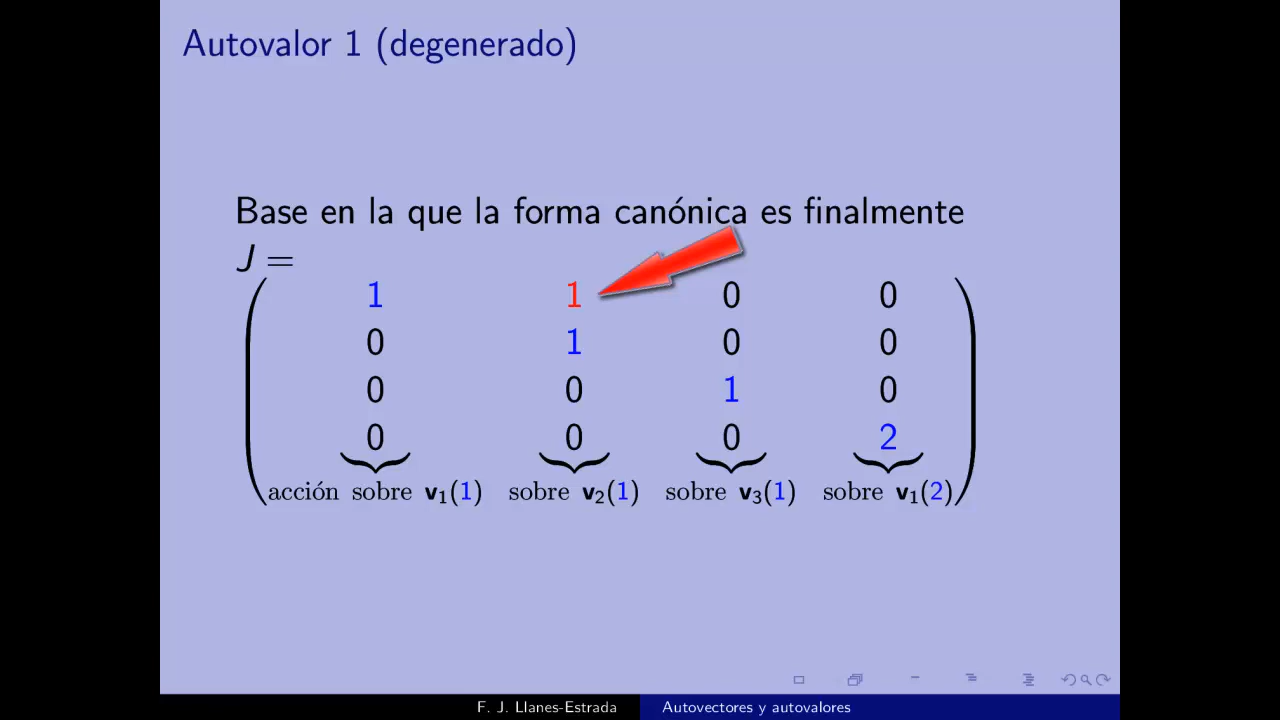 Autovalor 1 (degenerado)
Base en la que la forma canónica es finalmente
J =
1 1 0 0
0 1 0 0
0 0 1 0
0 0 0 2
acción sobre v₁(1) sobre v₂(1) sobre v₃(1) sobre v₁(2)
F. J. Llanes-Estrada Autovectores y autovalores